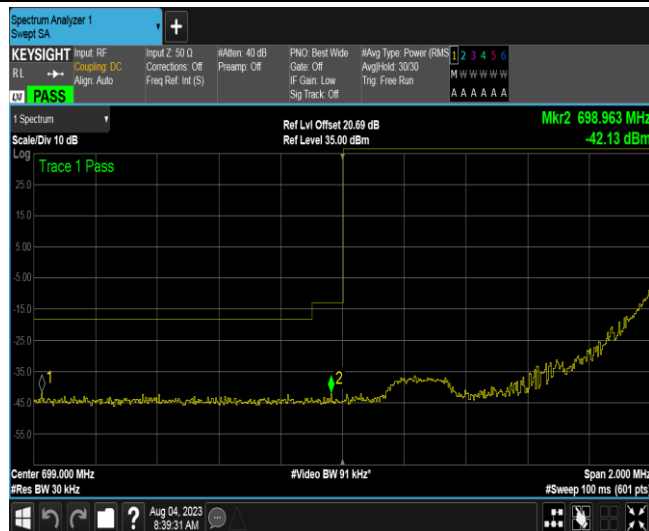 Spectrum Analyzer 1
Swept SA
KEYSIGHT
RL
LXI PASS
Input: RF
Coupling: DC
Align: Auto
Input Z: 50 Ω
Corrections: Off
Freq Ref: Int (S)
#Atten: 40 dB
Preamp: Off
PNO: Best Wide
Gate: Off
IF Gain: Low
Sig Track: Off
#Avg Type: Power (RMS
Avg|Hold: 30/30
Trig: Free Run
1 2 3 4 5 6
M W W W W W
A A A A A A
1 Spectrum
Scale/Div 10 dB
Ref Lvl Offset 20.69 dB
Ref Level 35.00 dBm
Mkr2 698.963 MHz
-42.13 dBm
Log
Trace 1 Pass
25.0
15.0
5.00
-5.00
-15.0
-25.0
-35.0
-45.0
-55.0
1
2
Center 699.000 MHz
#Res BW 30 kHz
#Video BW 91 kHz*
Span 2.000 MHz
#Sweep 100 ms (601 pts)
?
Aug 04, 2023
8:39:31 AM